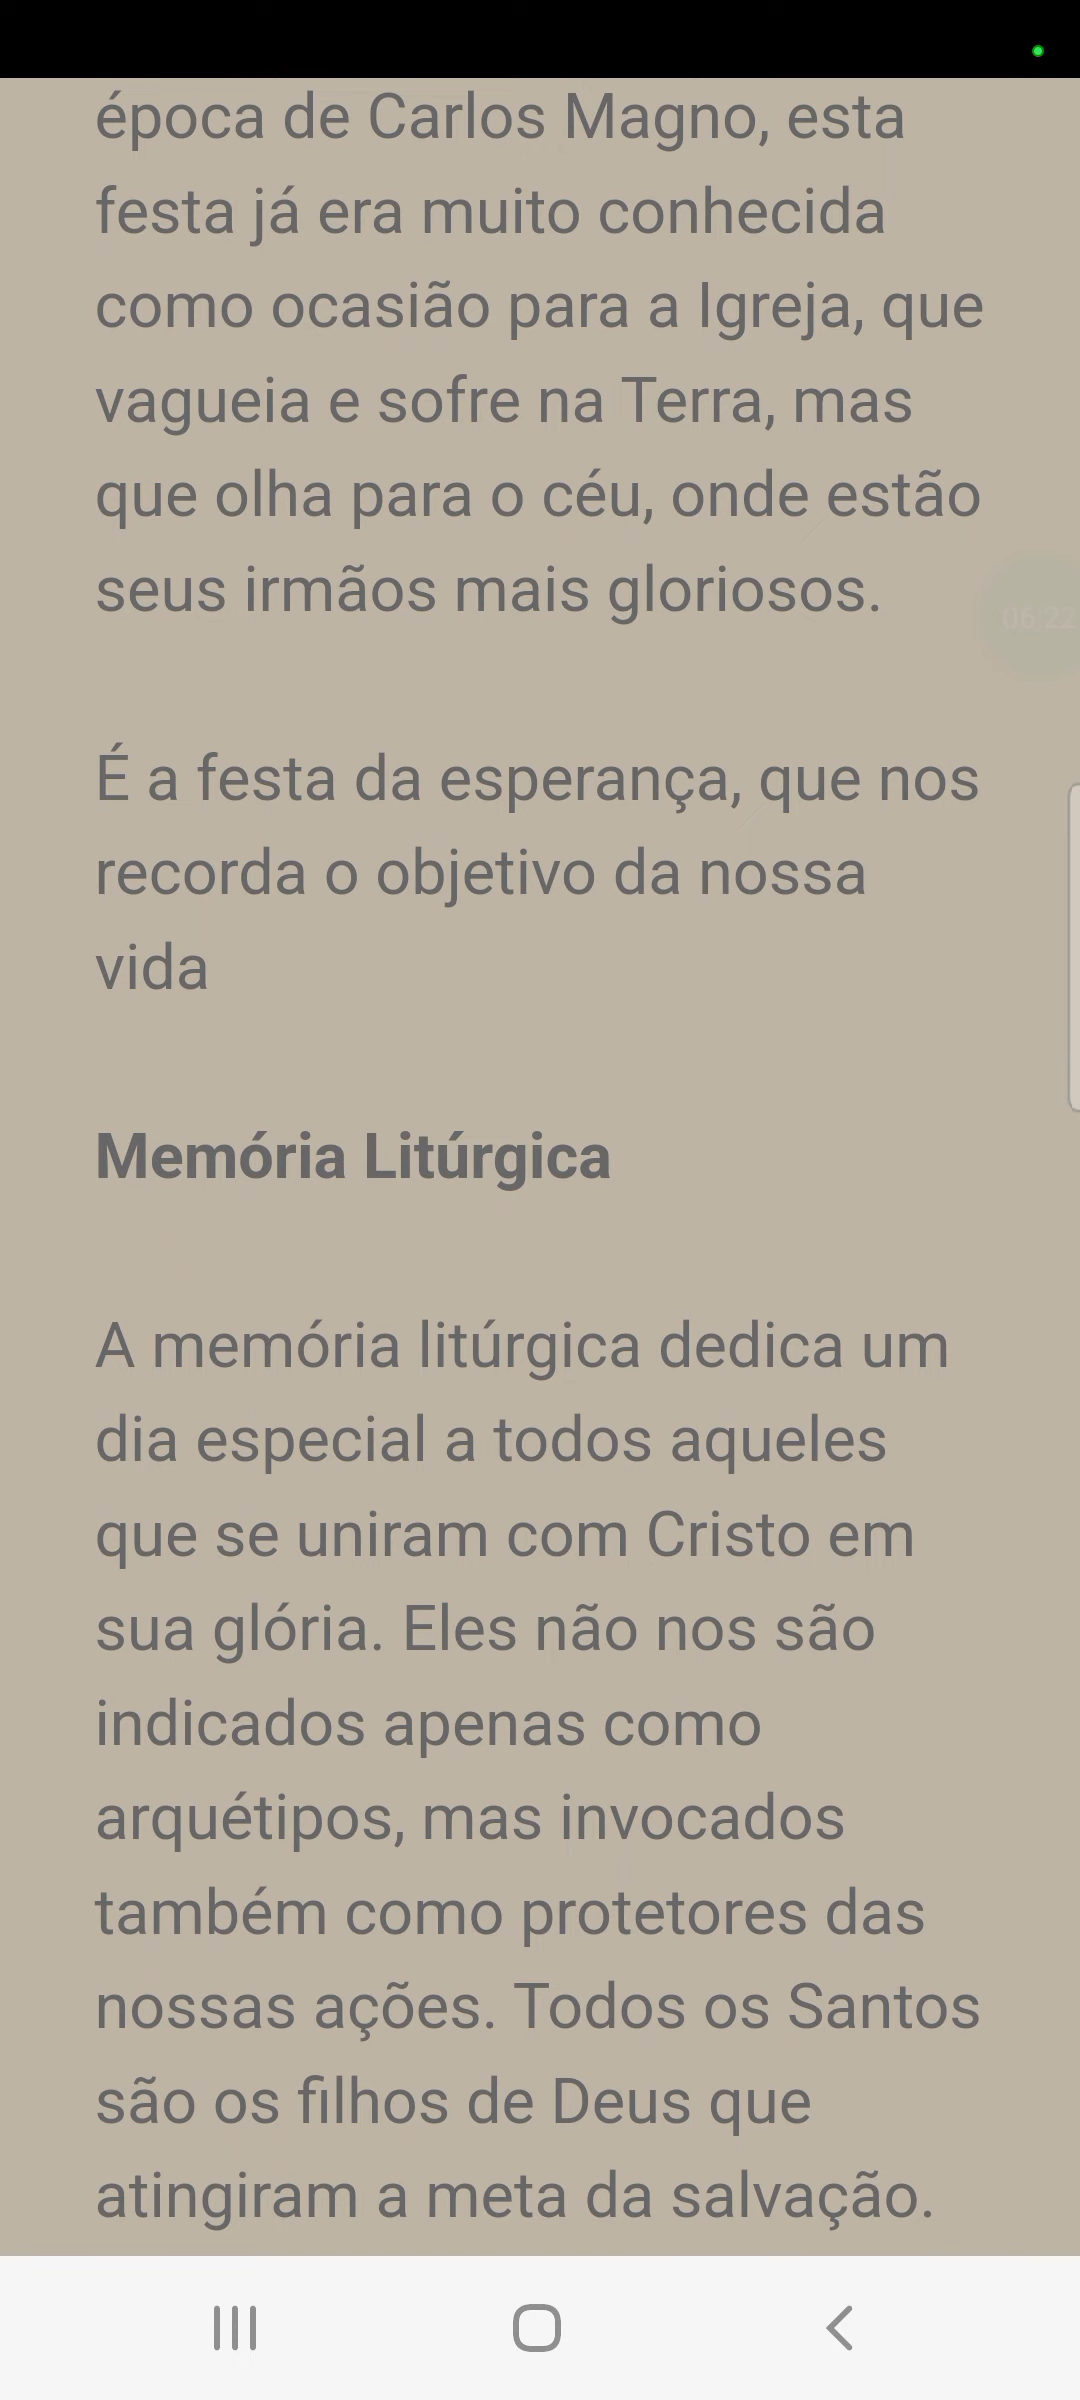 época de Carlos Magno, esta
festa já era muito conhecida
como ocasião para a Igreja, que
vagueia e sofre na Terra, mas
que olha para o céu, onde estão
seus irmãos mais gloriosos.
06:22
É a festa da esperança, que nos
recorda o objetivo da nossa
vida
Memória Litúrgica
A memória litúrgica dedica um
dia especial a todos aqueles
que se uniram com Cristo em
sua glória. Eles não nos são
indicados apenas como
arquétipos, mas invocados
também como protetores das
nossas ações. Todos os Santos
são os filhos de Deus que
atingiram a meta da salvação.